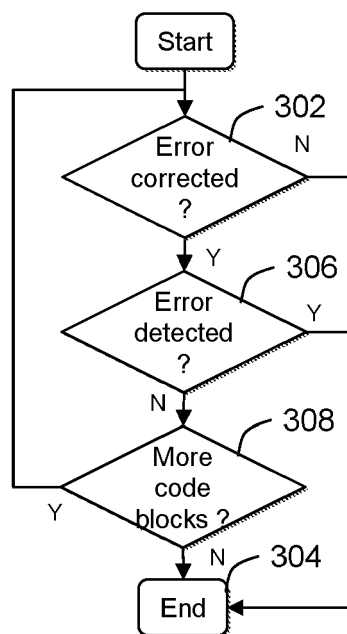 Start
302
Error
corrected
?
N
Y
306
Error
detected
?
Y
N
308
More
code
blocks ?
Y
N
304
End